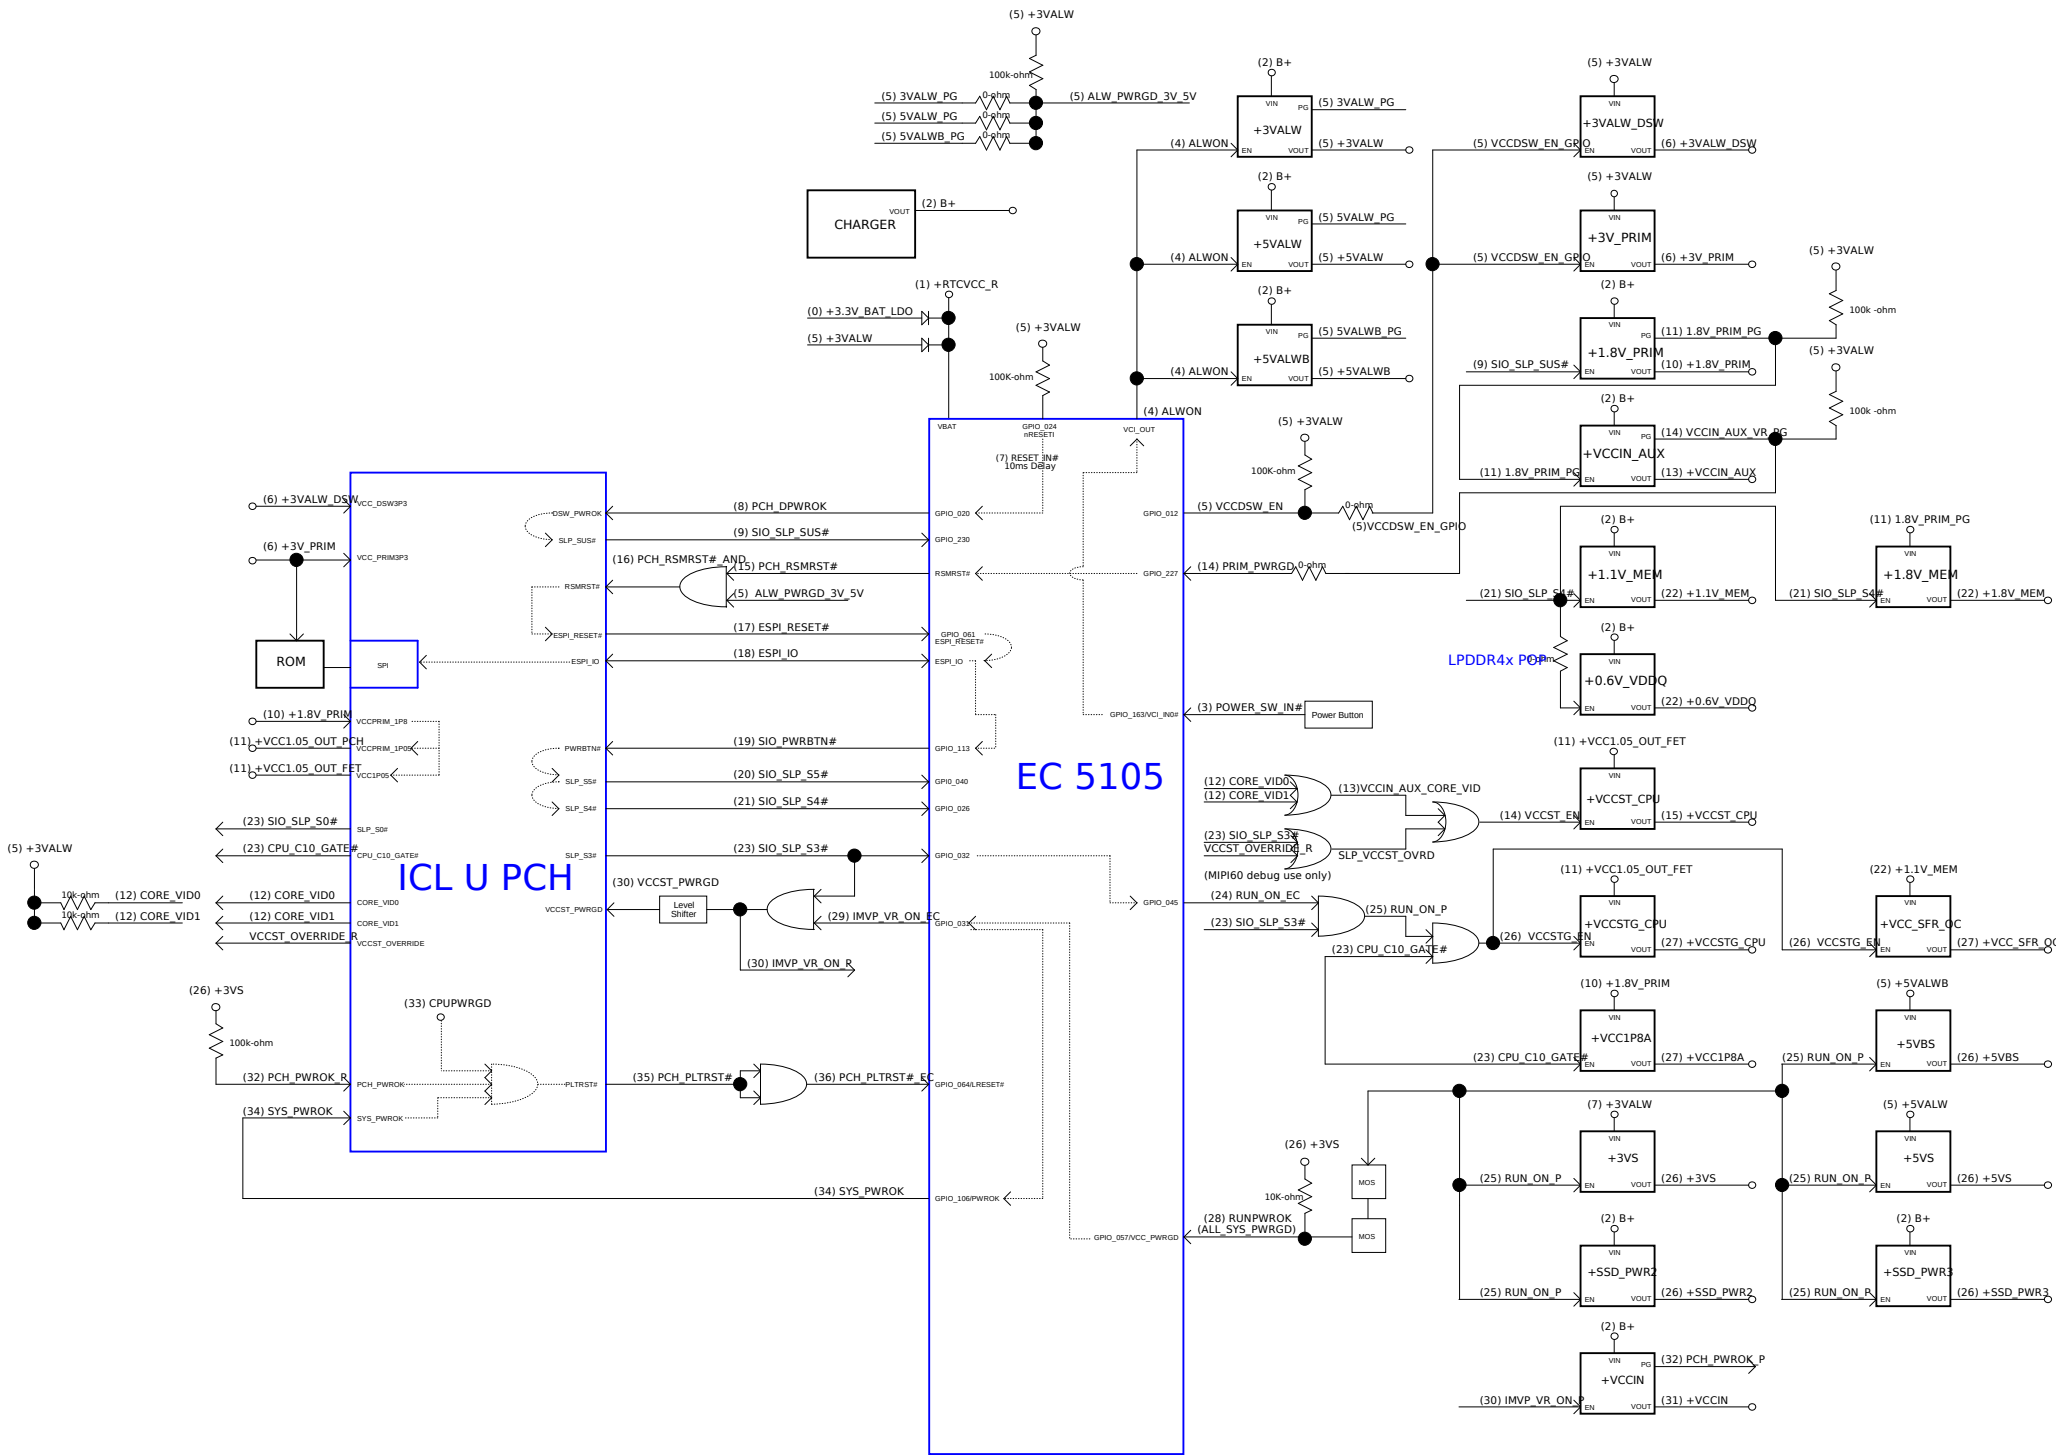 (5) +3VALW
100k-ohm
(5) 3VALW_PG
0-ohm
(5) ALW_PWRGD_3V_5V
(5) 5VALW_PG
0-ohm
(5) 5VALWB_PG
0-ohm
CHARGER
VOUT
(2) B+
(1) +RTCVCC_R
(0) +3.3V_BAT_LDO
(5) +3VALW
(5) +3VALW
100K-ohm
(2) B+
VIN
PG
(5) 3VALW_PG
+3VALW
(4) ALWON
EN
VOUT
(5) +3VALW
(2) B+
VIN
PG
(5) 5VALW_PG
+5VALW
(4) ALWON
EN
VOUT
(5) +5VALW
(2) B+
VIN
PG
(5) 5VALWB_PG
+5VALWB
(4) ALWON
EN
VOUT
(5) +5VALWB
(4) ALWON
(5) +3VALW
VIN
+3VALW_DSW
(5) VCCDSW_EN_GPIO
EN
VOUT
(6) +3VALW_DSW
(5) +3VALW
VIN
+3V_PRIM
(5) VCCDSW_EN_GPIO
EN
VOUT
(6) +3V_PRIM
(5) +3VALW
100k -ohm
(2) B+
VIN
PG
(11) 1.8V_PRIM_PG
+1.8V_PRIM
(9) SIO_SLP_SUS#
EN
VOUT
(10) +1.8V_PRIM
(5) +3VALW
100k -ohm
(2) B+
VIN
PG
(14) VCCIN_AUX_VR_PG
+VCCIN_AUX
(11) 1.8V_PRIM_PG
EN
VOUT
(13) +VCCIN_AUX
(2) B+
VIN
+1.1V_MEM
(21) SIO_SLP_S4#
EN
VOUT
(22) +1.1V_MEM
(11) 1.8V_PRIM_PG
VIN
+1.8V_MEM
(21) SIO_SLP_S4#
EN
VOUT
(22) +1.8V_MEM
(2) B+
VIN
LPDDR4x POP
0-ohm
+0.6V_VDDQ
EN
VOUT
(22) +0.6V_VDDQ
VBAT
GPIO_024
nRESETI
VCI_OUT
(7) RESET_IN#
10ms Delay
(5) +3VALW
100K-ohm
GPIO_012
(5) VCCDSW_EN
0-ohm
(5)VCCDSW_EN_GPIO
GPIO_227
(14) PRIM_PWRGD
0-ohm
GPIO_163/VCI_IN0#
(3) POWER_SW_IN#
Power Button
EC 5105
(6) +3VALW_DSW
VCC_DSW3P3
(6) +3V_PRIM
VCC_PRIM3P3
ROM
SPI
(10) +1.8V_PRIM
VCCPRIM_1P8
(11) +VCC1.05_OUT_PCH
VCCPRIM_1P05
(11) +VCC1.05_OUT_FET
VCC1P05
(23) SIO_SLP_S0#
SLP_S0#
(23) CPU_C10_GATE#
CPU_C10_GATE#
ICL U PCH
(5) +3VALW
10k-ohm
(12) CORE_VID0
10k-ohm
(12) CORE_VID1
(12) CORE_VID0
CORE_VID0
(12) CORE_VID1
CORE_VID1
VCCST_OVERRIDE_R
VCCST_OVERRIDE
(26) +3VS
100k-ohm
(33) CPUPWRGD
(32) PCH_PWROK_R
PCH_PWROK
(34) SYS_PWROK
SYS_PWROK
PLTRST#
DSW_PWROK
(8) PCH_DPWROK
GPIO_020
SLP_SUS#
(9) SIO_SLP_SUS#
GPIO_230
(16) PCH_RSMRST#_AND
(15) PCH_RSMRST#
RSMRST#
RSMRST#
(5) ALW_PWRGD_3V_5V
ESPI_RESET#
(17) ESPI_RESET#
GPIO_061
ESPI_RESET#
ESPI_IO
(18) ESPI_IO
ESPI_IO
PWRBTN#
(19) SIO_PWRBTN#
GPIO_113
SLP_S5#
(20) SIO_SLP_S5#
GPI0_040
SLP_S4#
(21) SIO_SLP_S4#
GPIO_026
SLP_S3#
(23) SIO_SLP_S3#
GPIO_032
(30) VCCST_PWRGD
VCCST_PWRGD
Level
Shifter
(29) IMVP_VR_ON_EC
GPIO_031
(30) IMVP_VR_ON_P
(35) PCH_PLTRST#
(36) PCH_PLTRST#_EC
GPIO_064/LRESET#
(34) SYS_PWROK
GPIO_106/PWROK
(12) CORE_VID0
(12) CORE_VID1
(13)VCCIN_AUX_CORE_VID
(23) SIO_SLP_S3#
VCCST_OVERRIDE_R
SLP_VCCST_OVRD
(MIPI60 debug use only)
(11) +VCC1.05_OUT_FET
VIN
+VCCST_CPU
(14) VCCST_EN
EN
VOUT
(15) +VCCST_CPU
GPIO_045
(24) RUN_ON_EC
(23) SIO_SLP_S3#
(25) RUN_ON_P
(23) CPU_C10_GATE#
(11) +VCC1.05_OUT_FET
VIN
+VCCSTG_CPU
(26) VCCSTG_EN
EN
VOUT
(27) +VCCSTG_CPU
(22) +1.1V_MEM
VIN
+VCC_SFR_OC
(26) VCCSTG_EN
EN
VOUT
(27) +VCC_SFR_OC
(10) +1.8V_PRIM
VIN
+VCC1P8A
(23) CPU_C10_GATE#
EN
VOUT
(27) +VCC1P8A
(5) +5VALWB
VIN
+5VBS
(25) RUN_ON_P
EN
VOUT
(26) +5VBS
(7) +3VALW
VIN
+3VS
(25) RUN_ON_P
EN
VOUT
(26) +3VS
(5) +5VALW
VIN
+5VS
(25) RUN_ON_P
EN
VOUT
(26) +5VS
(26) +3VS
10K-ohm
MOS
MOS
(28) RUNPWROK
(ALL_SYS_PWRGD)
GPIO_057/VCC_PWRGD
(2) B+
VIN
+SSD_PWR2
(25) RUN_ON_P
EN
VOUT
(26) +SSD_PWR2
(2) B+
VIN
+SSD_PWR3
(25) RUN_ON_P
EN
VOUT
(26) +SSD_PWR3
(2) B+
VIN
PG
(32) PCH_PWROK_P
+VCCIN
(30) IMVP_VR_ON_P
EN
VOUT
(31) +VCCIN